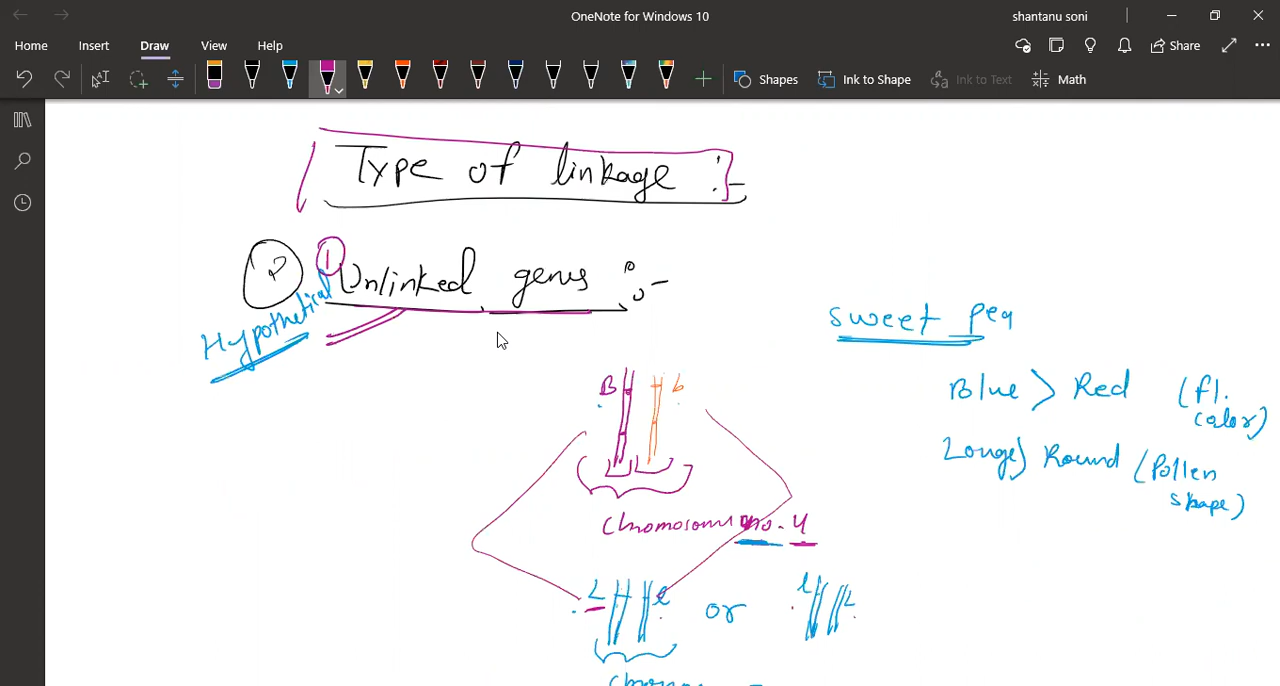 OneNote for Windows 10
shantanu soni
Home Insert Draw View Help
Share
Shapes Ink to Shape Ink to Text Math
Type of linkage :-
① Unlinked genes :-
Hypothetical
sweet pea
Blue > Red (fl. color)
Longe) Round (Pollen shape)
B b
Chromosome no. 4
L l or l L